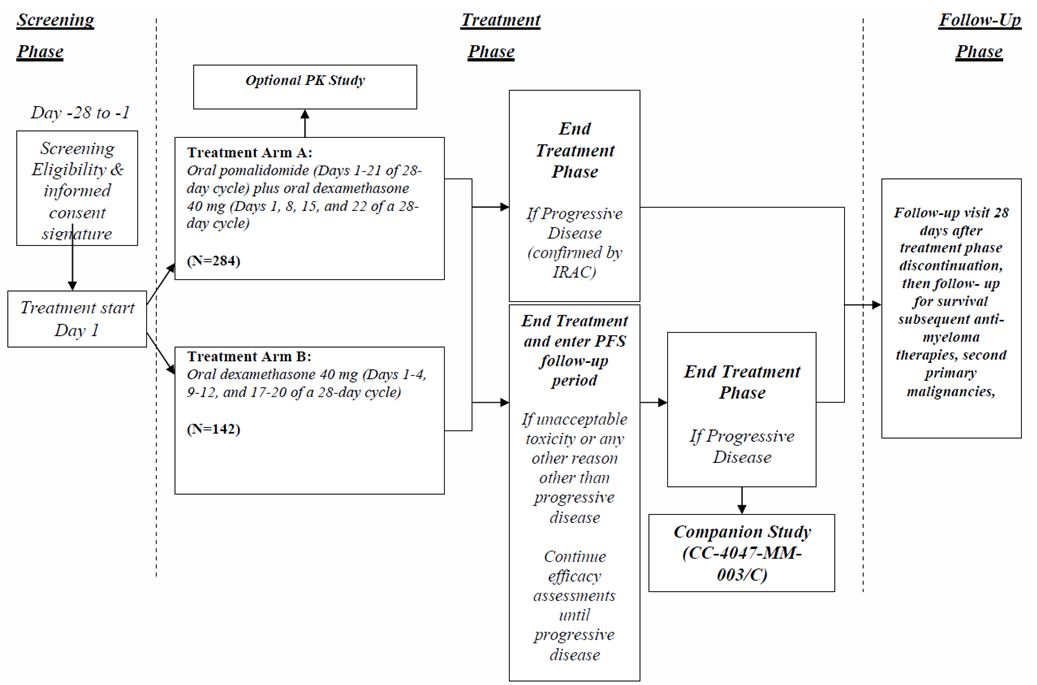 Screening
Phase
Treatment
Phase
Follow-Up
Phase
Day -28 to -1
Screening
Eligibility &
informed
consent
signature
Treatment start
Day 1
Optional PK Study
Treatment Arm A:
Oral pomalidomide (Days 1-21 of 28-
day cycle) plus oral dexamethasone
40 mg (Days 1, 8, 15, and 22 of a 28-
day cycle)
(N=284)
Treatment Arm B:
Oral dexamethasone 40 mg (Days 1-4,
9-12, and 17-20 of a 28-day cycle)
(N=142)
End
Treatment
Phase
If Progressive
Disease
(confirmed by
IRAC)
End Treatment
and enter PFS
follow-up
period
If unacceptable
toxicity or any
other reason
other than
progressive
disease
Continue
efficacy
assessments
until
progressive
disease
End Treatment
Phase
If Progressive
Disease
Companion Study
(CC-4047-MM-
003/C)
Follow-up visit 28
days after
treatment phase
discontinuation,
then follow- up
for survival
subsequent anti-
myeloma
therapies, second
primary
malignancies,